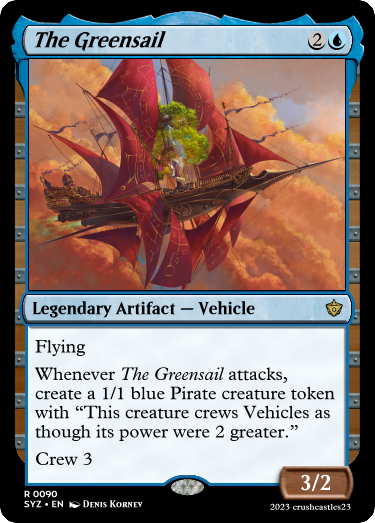 The Greensail 2
Legendary Artifact — Vehicle
Flying
Whenever The Greensail attacks,
create a 1/1 blue Pirate creature token
with “This creature crews Vehicles as
though its power were 2 greater.”
Crew 3
3/2
R 0090
SYZ • EN Denis Kornev
2023 crushcastles23